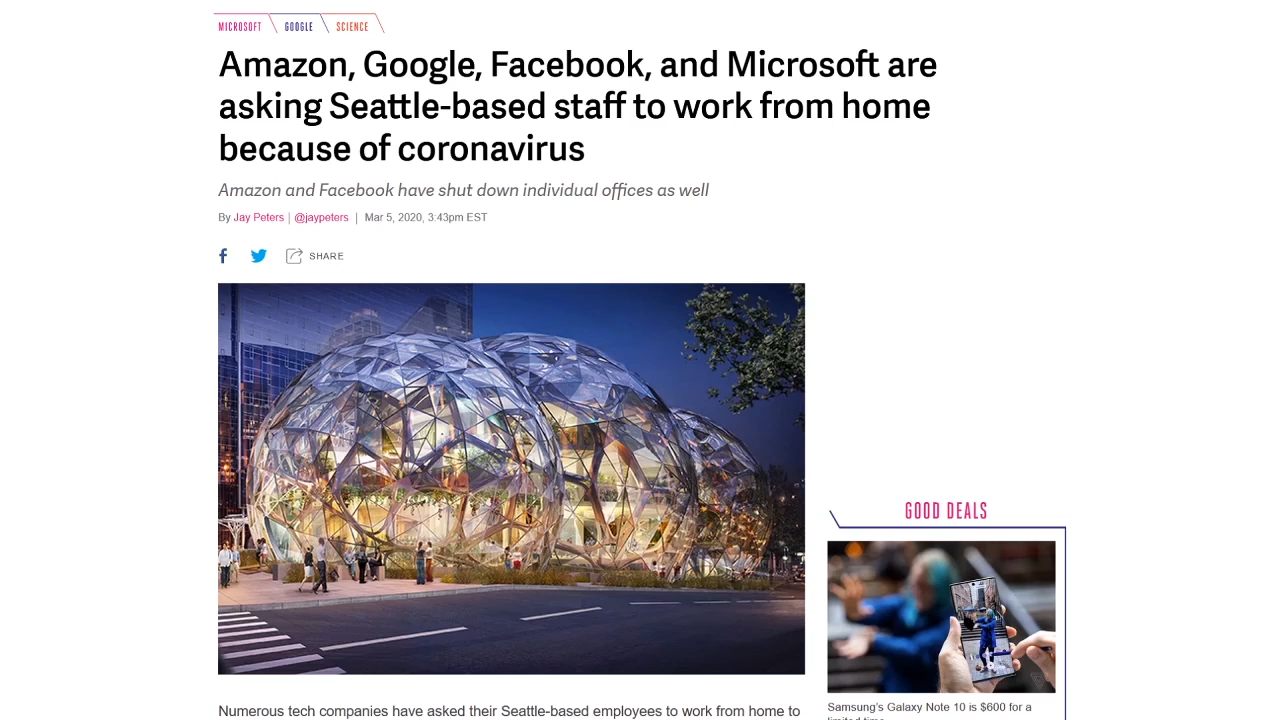 MICROSOFT GOOGLE SCIENCE
Amazon, Google, Facebook, and Microsoft are
asking Seattle-based staff to work from home
because of coronavirus
Amazon and Facebook have shut down individual offices as well
By Jay Peters | @jaypeters | Mar 5, 2020, 3:43pm EST
SHARE
GOOD DEALS
Samsung's Galaxy Note 10 is $600 for a
limited time
Numerous tech companies have asked their Seattle-based employees to work from home to